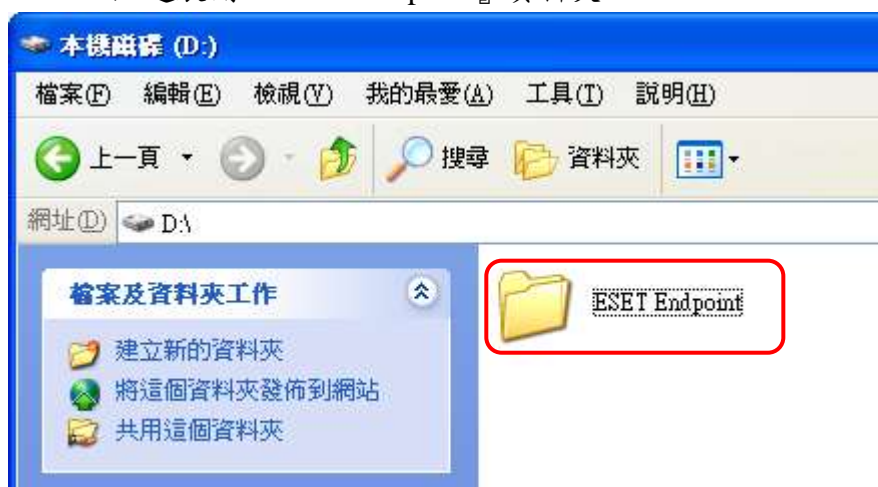 本機磁碟 (D:)
檔案(F) 編輯(E) 檢視(V) 我的最愛(A) 工具(T) 說明(H)
上一頁 搜尋 資料夾
網址(D) D:\
檔案及資料夾工作
ESET Endpoint
建立新的資料夾
將這個資料夾發佈到網站
共用這個資料夾